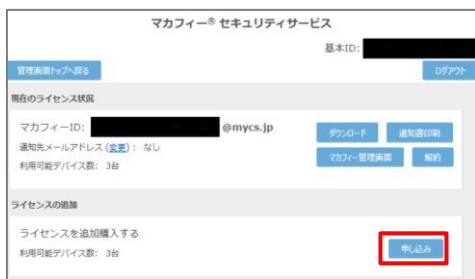 マカフィー® セキュリティサービス
基本ID:
管理画面トップへ戻る
ログアウト
現在のライセンス状況
マカフィーID: @mycs.jp
ダウンロード 通知書印刷
通知先メールアドレス (変更): なし
マカフィー管理画面 解約
利用可能デバイス数: 3台
ライセンスの追加
ライセンスを追加購入する
利用可能デバイス数: 3台
申し込み